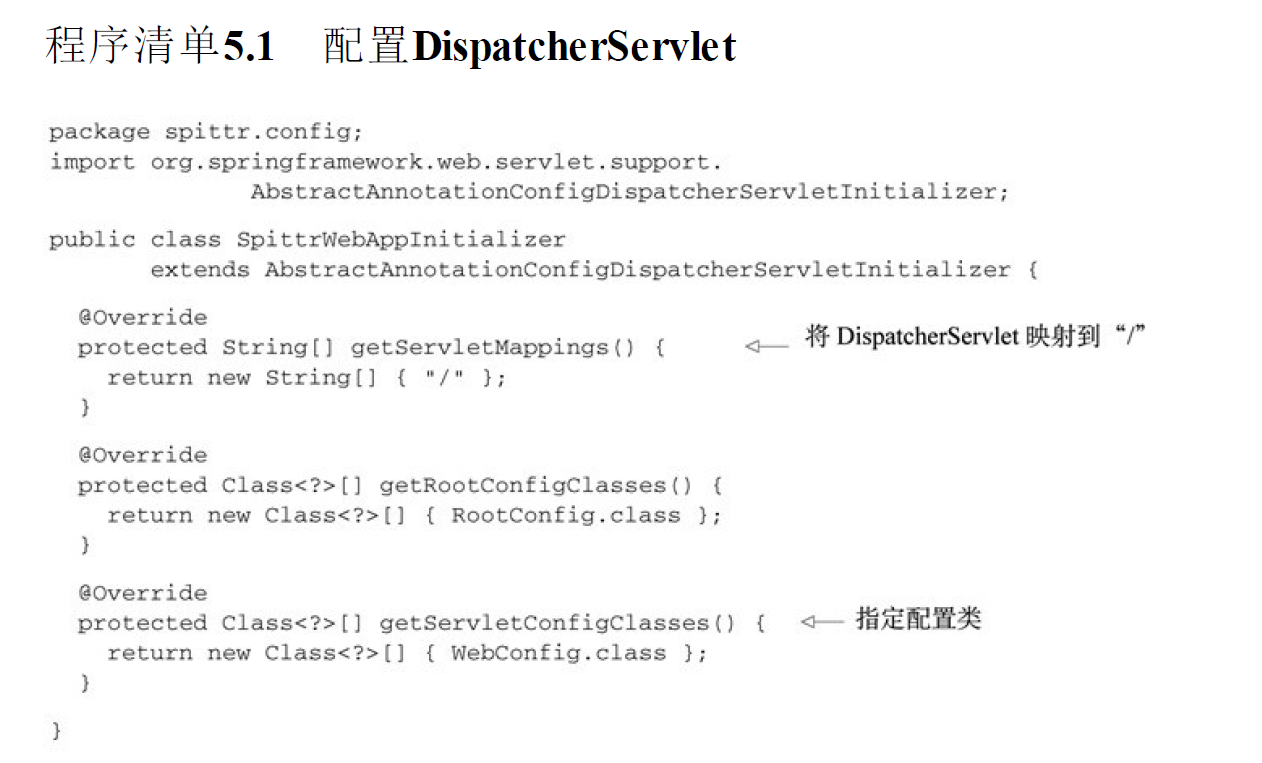 程序清单5.1 配置DispatcherServlet
package spittr.config;
import org.springframework.web.servlet.support.
AbstractAnnotationConfigDispatcherServletInitializer;
public class SpittrWebAppInitializer
extends AbstractAnnotationConfigDispatcherServletInitializer {
@Override
protected String[] getServletMappings() {
将 DispatcherServlet 映射到“/”
return new String[] { "/" };
}
@Override
protected Class<?>[] getRootConfigClasses() {
return new Class<?>[] { RootConfig.class };
}
@Override
protected Class<?>[] getServletConfigClasses() {
指定配置类
return new Class<?>[] { WebConfig.class };
}
}